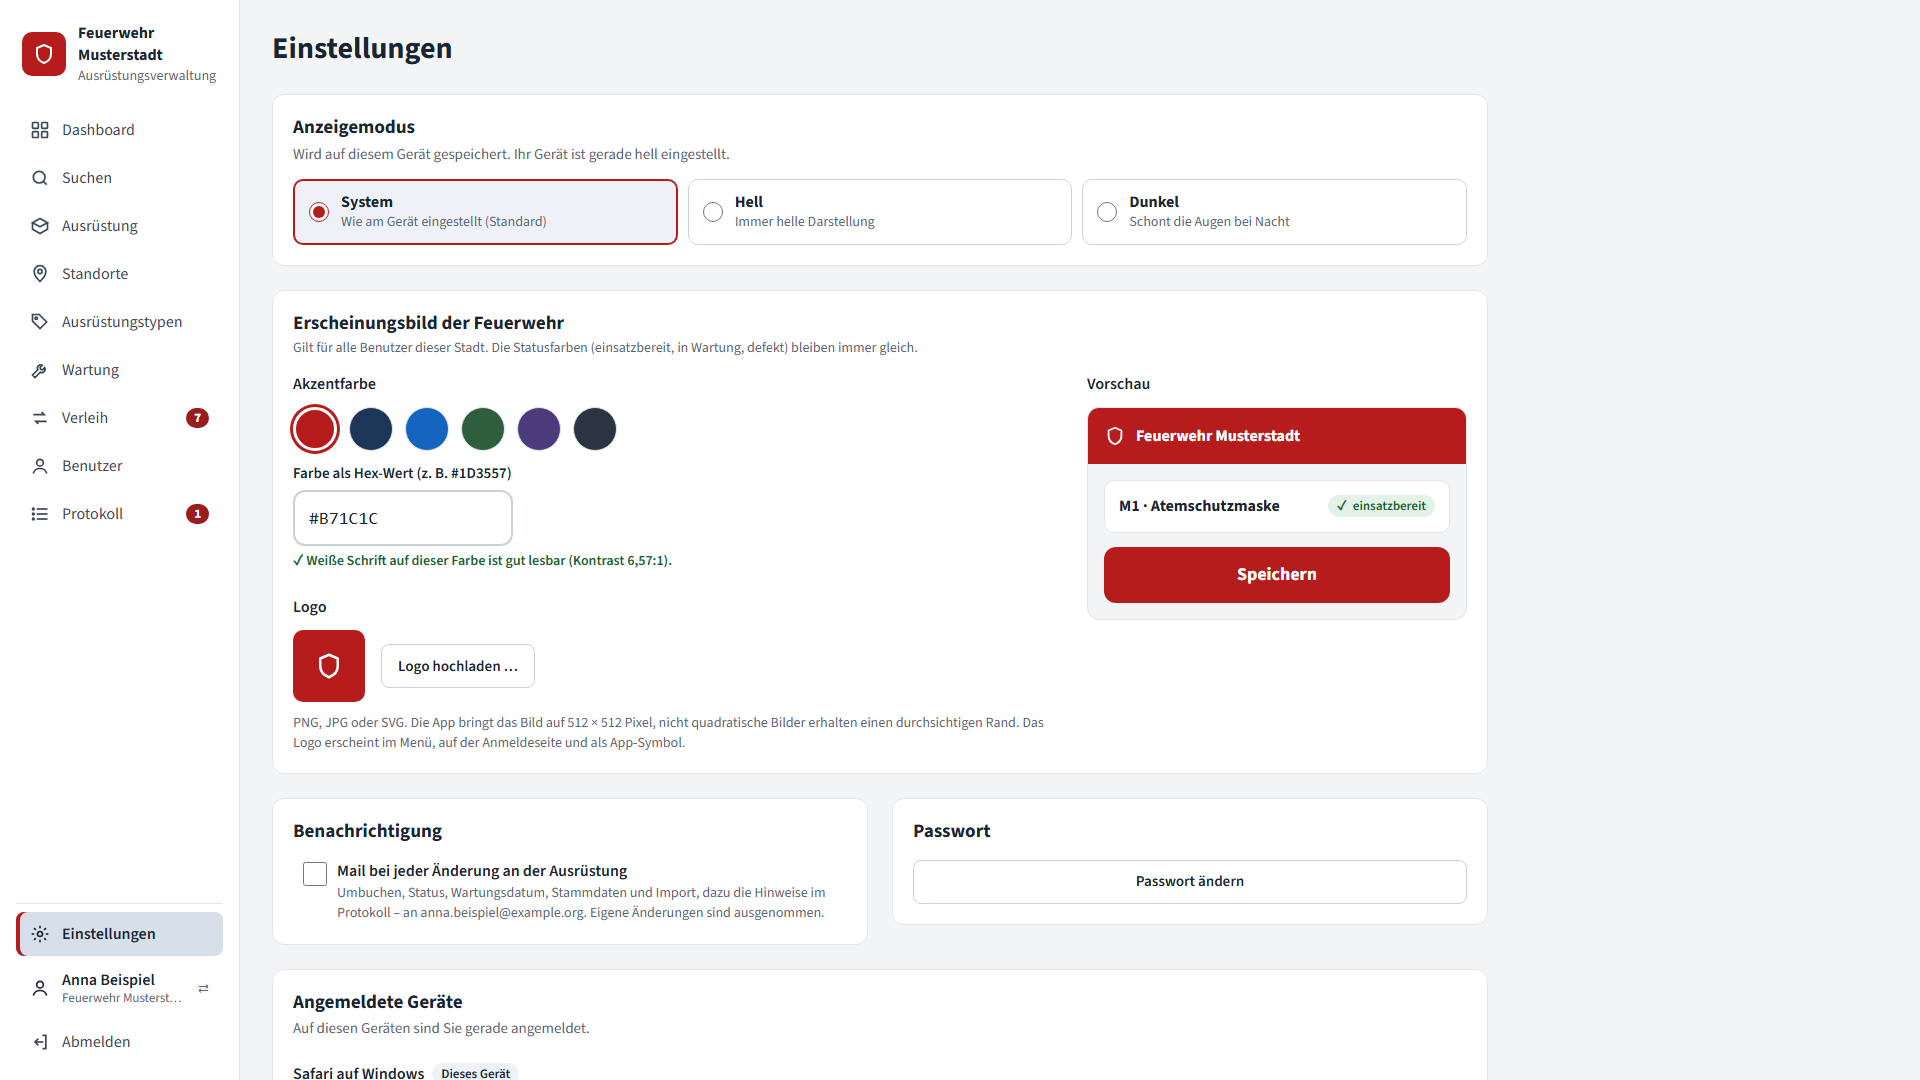 Feuerwehr
Musterstadt
Ausrüstungsverwaltung
Dashboard
Suchen
Ausrüstung
Standorte
Ausrüstungstypen
Wartung
Verleih 7
Benutzer
Protokoll 1
Einstellungen
Anna Beispiel
Feuerwehr Musterst…
Abmelden
Einstellungen
Anzeigemodus
Wird auf diesem Gerät gespeichert. Ihr Gerät ist gerade hell eingestellt.
System
Wie am Gerät eingestellt (Standard)
Hell
Immer helle Darstellung
Dunkel
Schont die Augen bei Nacht
Erscheinungsbild der Feuerwehr
Gilt für alle Benutzer dieser Stadt. Die Statusfarben (einsatzbereit, in Wartung, defekt) bleiben immer gleich.
Akzentfarbe
Farbe als Hex-Wert (z. B. #1D3557)
#B71C1C
✓ Weiße Schrift auf dieser Farbe ist gut lesbar (Kontrast 6,57:1).
Logo
Logo hochladen …
PNG, JPG oder SVG. Die App bringt das Bild auf 512 × 512 Pixel, nicht quadratische Bilder erhalten einen durchsichtigen Rand. Das
Logo erscheint im Menü, auf der Anmeldeseite und als App-Symbol.
Vorschau
Feuerwehr Musterstadt
M1 · Atemschutzmaske
✓ einsatzbereit
Speichern
Benachrichtigung
Mail bei jeder Änderung an der Ausrüstung
Umbuchen, Status, Wartungsdatum, Stammdaten und Import, dazu die Hinweise im
Protokoll – an anna.beispiel@example.org. Eigene Änderungen sind ausgenommen.
Passwort
Passwort ändern
Angemeldete Geräte
Auf diesen Geräten sind Sie gerade angemeldet.
Safari auf Windows
Dieses Gerät